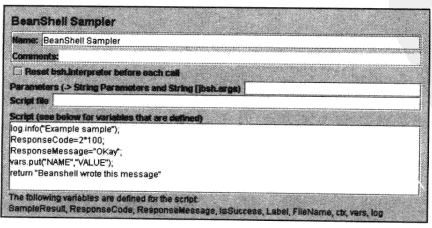 BeanShell Sampler
Name: BeanShell Sampler
Comments:
Reset bsh.Interpreter before each call
Parameters (-> String Parameters and String []bsh.args)
Script file
Script (see below for variables that are defined)
log.info("Example sample");
ResponseCode=2*100;
ResponseMessage="OKay";
vars.put("NAME","VALUE");
return "Beanshell wrote this message"
The following variables are defined for the script:
SampleResult, ResponseCode, ResponseMessage, IsSuccess, Label, FileName, ctx, vars, log